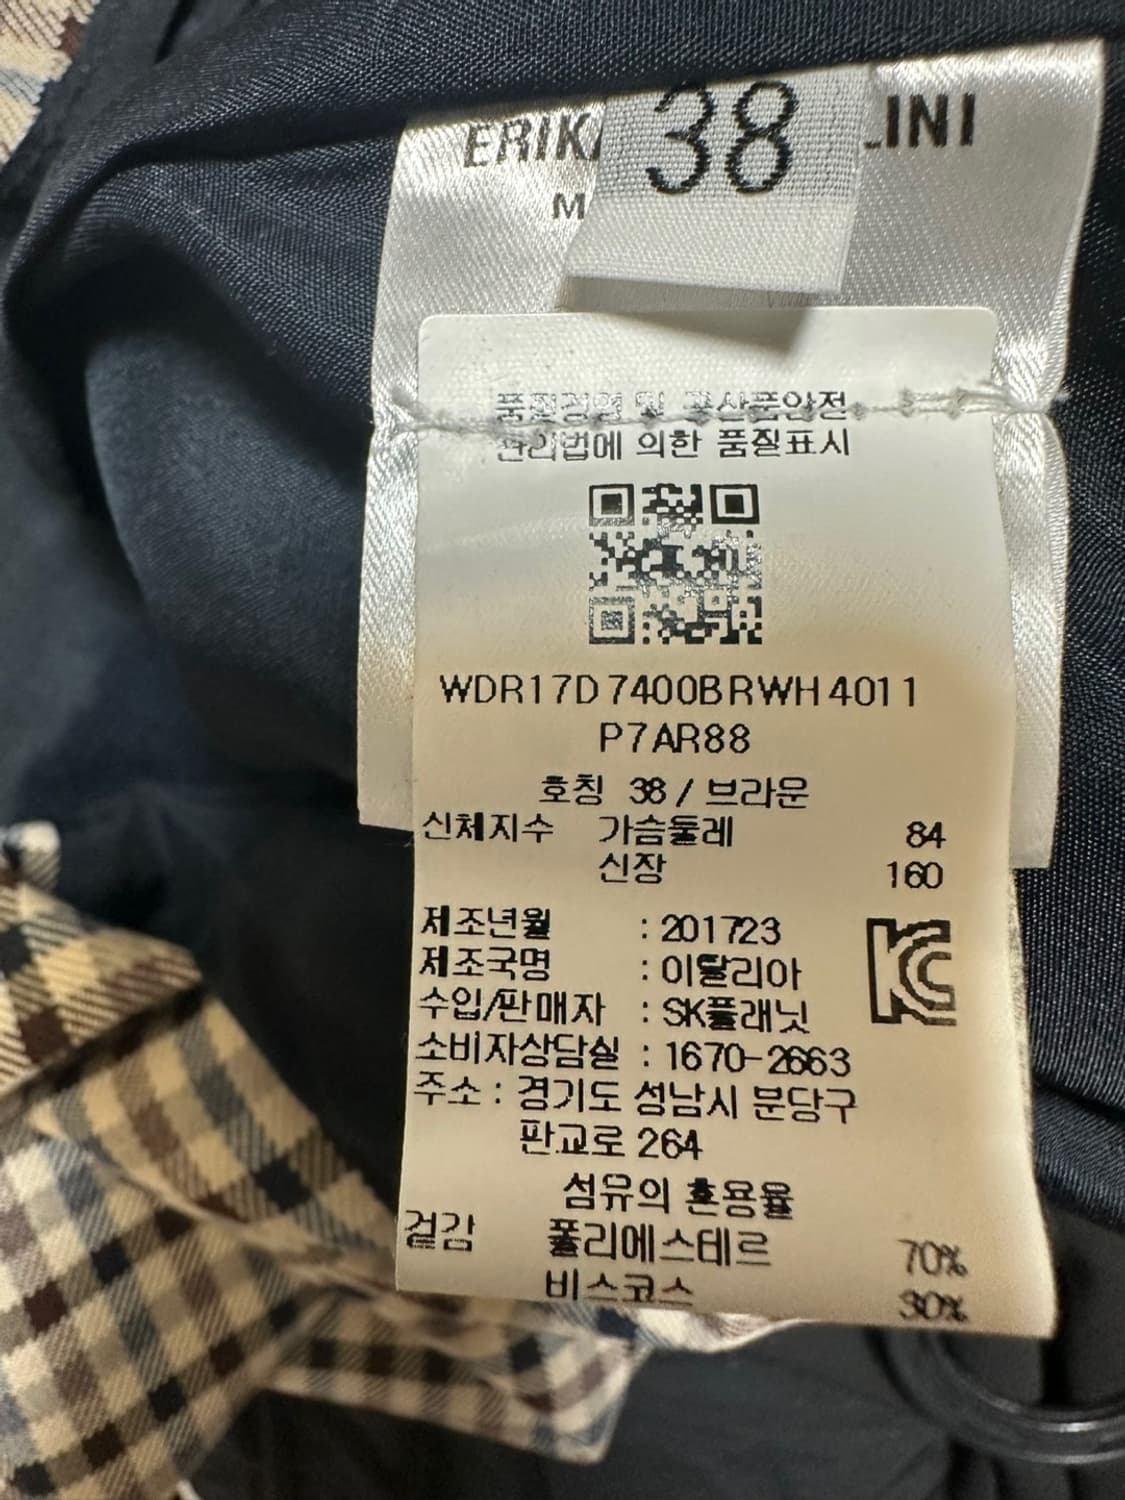 38
LINI
M
품질경영 및 공산품안전
관리법에 의한 품질표시
WDR17D7400BRWH4011
P7AR88
호칭 38 / 브라운
신체지수 가슴둘레 84
신장 160
제조년월 : 201723
제조국명 : 이탈리아
수입/판매자 : SK플래닛
소비자상담실 : 1670-2663
주소 : 경기도 성남시 분당구
판교로 264
섬유의 혼용율
겉감 폴리에스테르 70%
비스코스 30%
KC